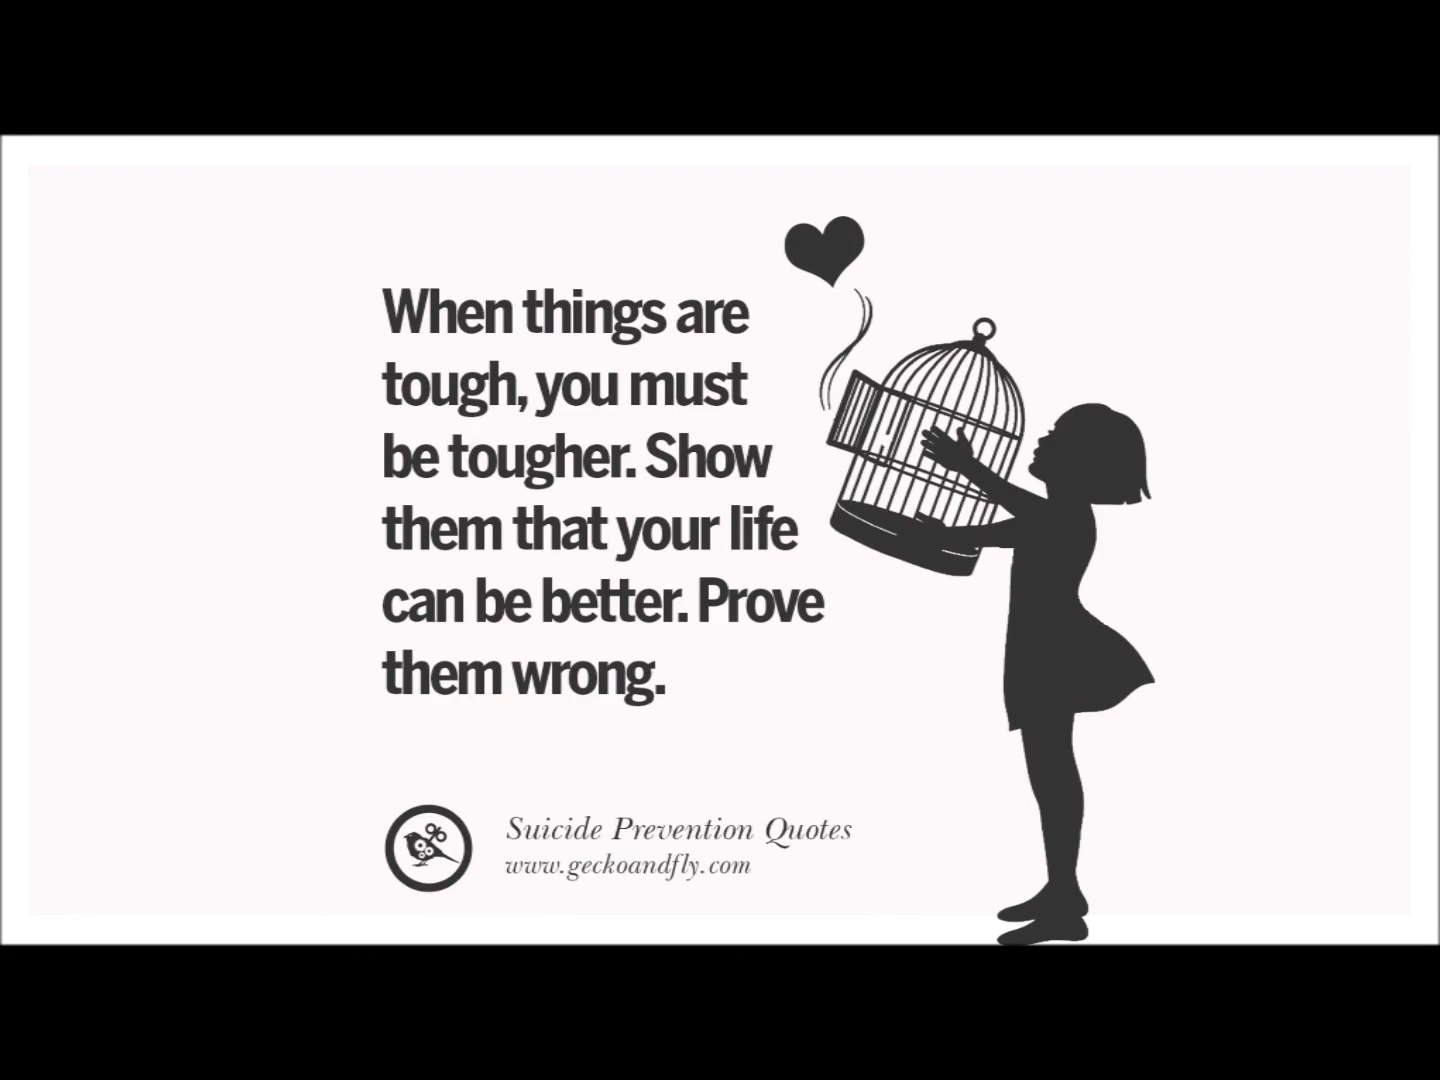 When things are
tough, you must
be tougher. Show
them that your life
can be better. Prove
them wrong.
Suicide Prevention Quotes
www.geckoandfly.com